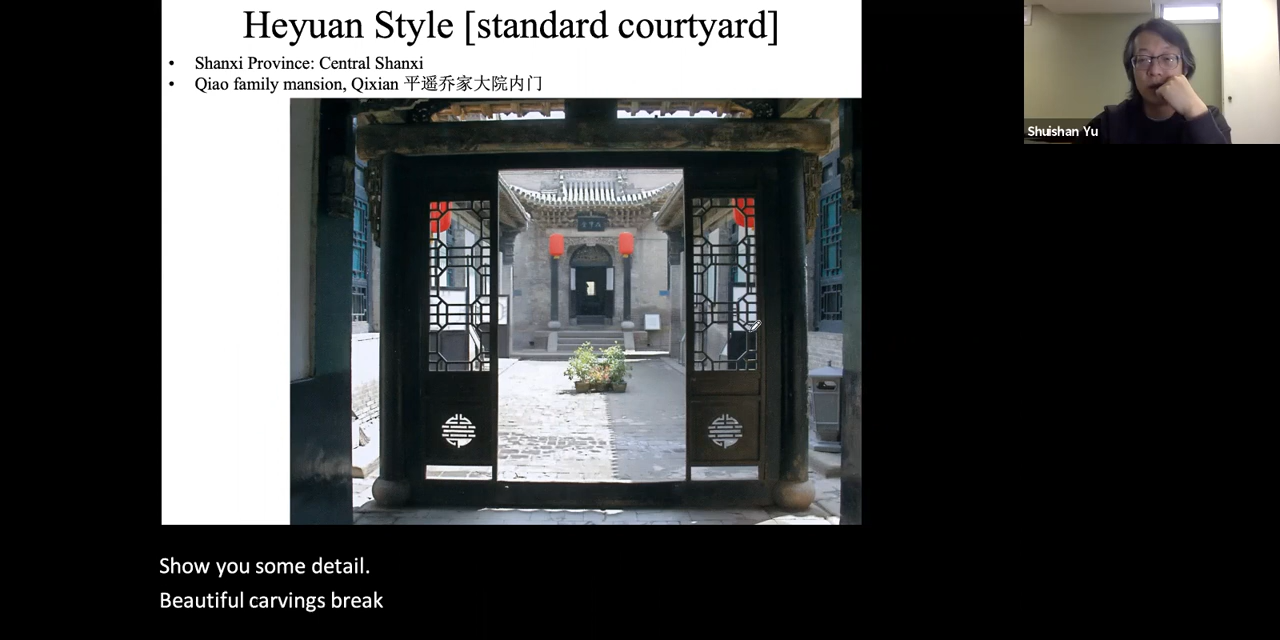 Heyuan Style [standard courtyard]
• Shanxi Province: Central Shanxi
• Qiao family mansion, Qixian 平遥乔家大院内门
Shuishan Yu
Show you some detail.
Beautiful carvings break